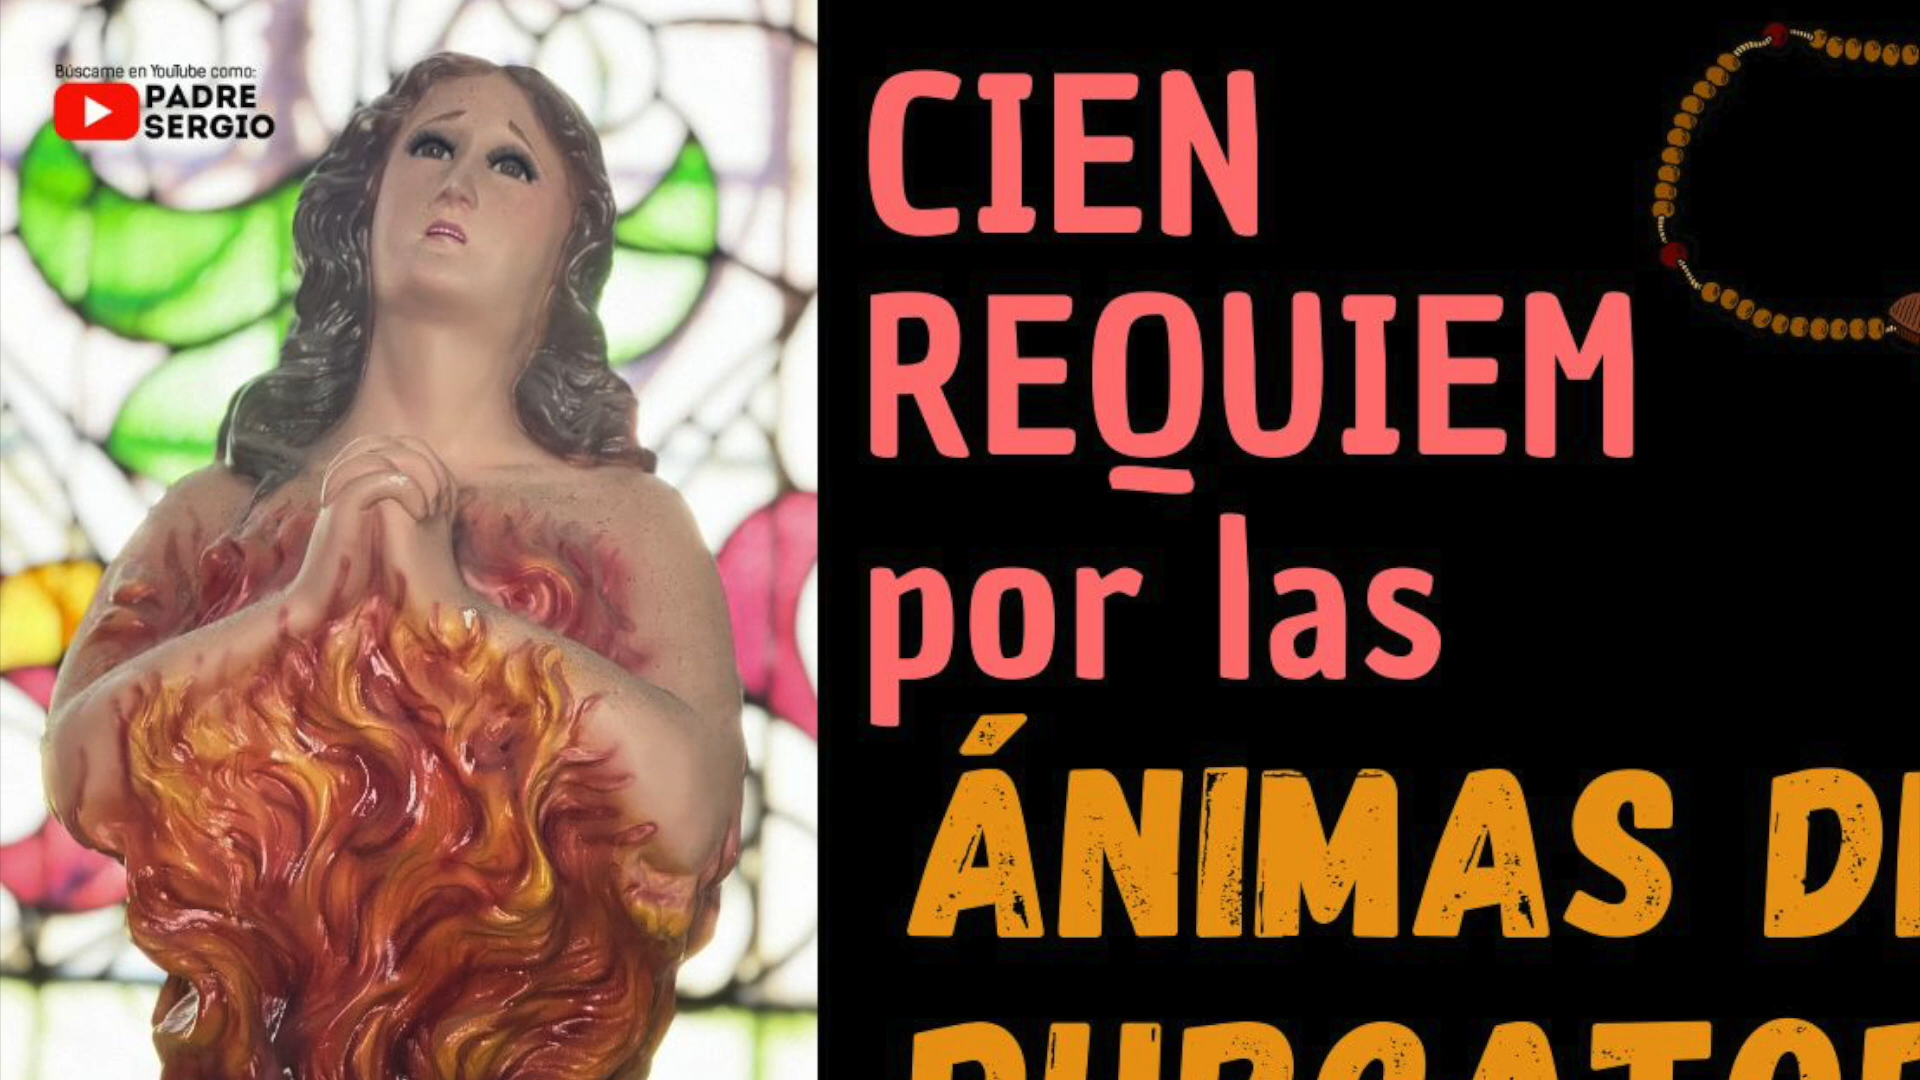 Búscame en YouTube como:
PADRE
SERGIO
CIEN
REQUIEM
por las
ÁNIMAS